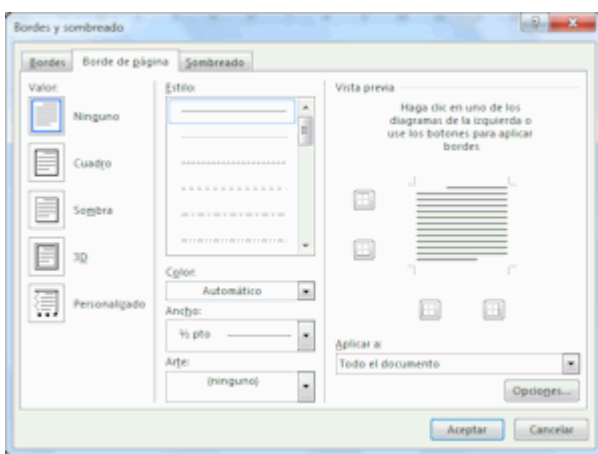 Bordes y sombreado
Bordes
Borde de página
Sombreado
Valor:
Ninguno
Cuadro
Sombra
3D
Personalizado
Estilo:
Color:
Automático
Ancho:
½ pto
Arte:
(ninguno)
Vista previa
Haga clic en uno de los
diagramas de la izquierda o
use los botones para aplicar
bordes
Aplicar a:
Todo el documento
Opciones...
Aceptar
Cancelar